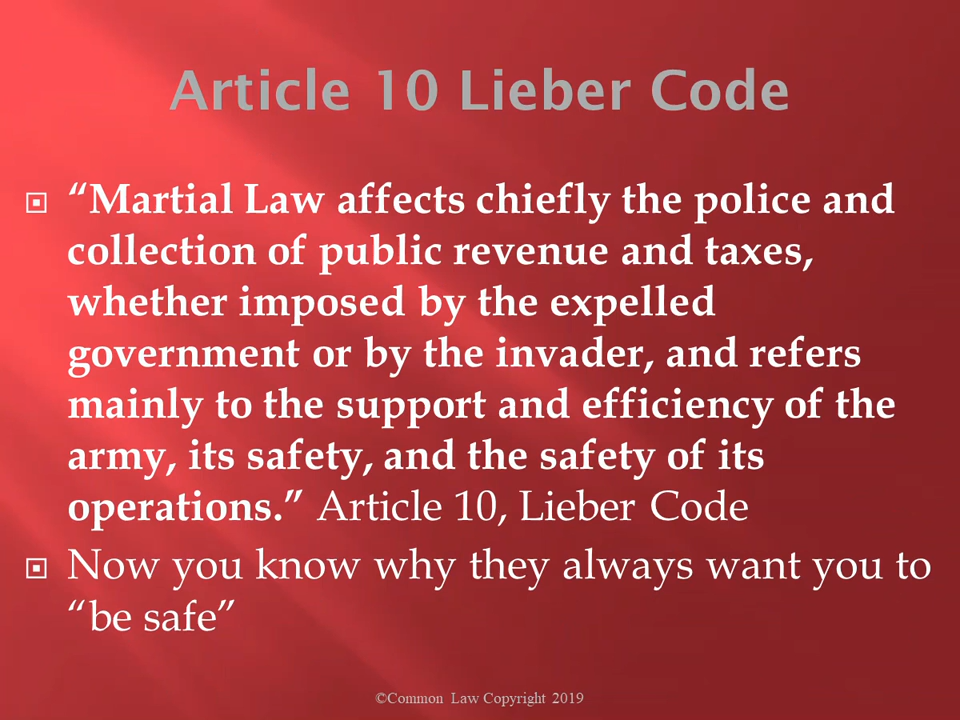 Article 10 Lieber Code
“Martial Law affects chiefly the police and
collection of public revenue and taxes,
whether imposed by the expelled
government or by the invader, and refers
mainly to the support and efficiency of the
army, its safety, and the safety of its
operations.” Article 10, Lieber Code
Now you know why they always want you to
“be safe”
©Common Law Copyright 2019